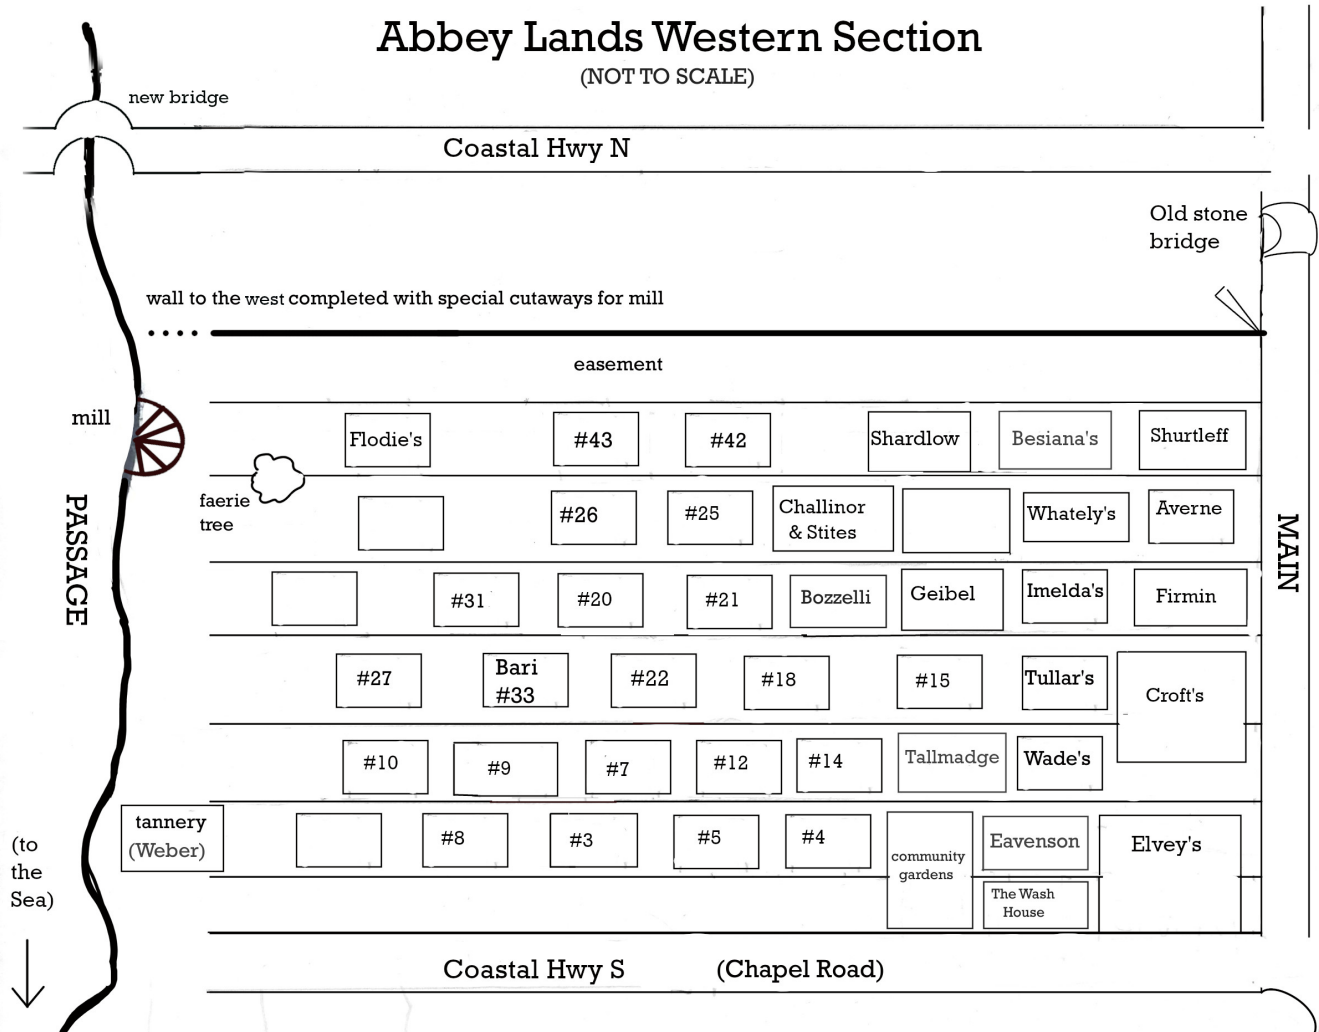 Abbey Lands Western Section
(NOT TO SCALE)
new bridge
Coastal Hwy N
Old stone
bridge
wall to the west completed with special cutaways for mill
easement
mill
Flodie's
#43
#42
Shardlow
Besiana's
Shurtleff
faerie
tree
#26
#25
Challinor
& Stites
Whately's
Averne
PASSAGE
MAIN
#31
#20
#21
Bozzelli
Geibel
Imelda's
Firmin
#27
Bari
#33
#22
#18
#15
Tullar's
Croft's
#10
#9
#7
#12
#14
Tallmadge
Wade's
tannery
(Weber)
#8
#3
#5
#4
community
gardens
Eavenson
Elvey's
The Wash
House
(to
the
Sea)
Coastal Hwy S (Chapel Road)